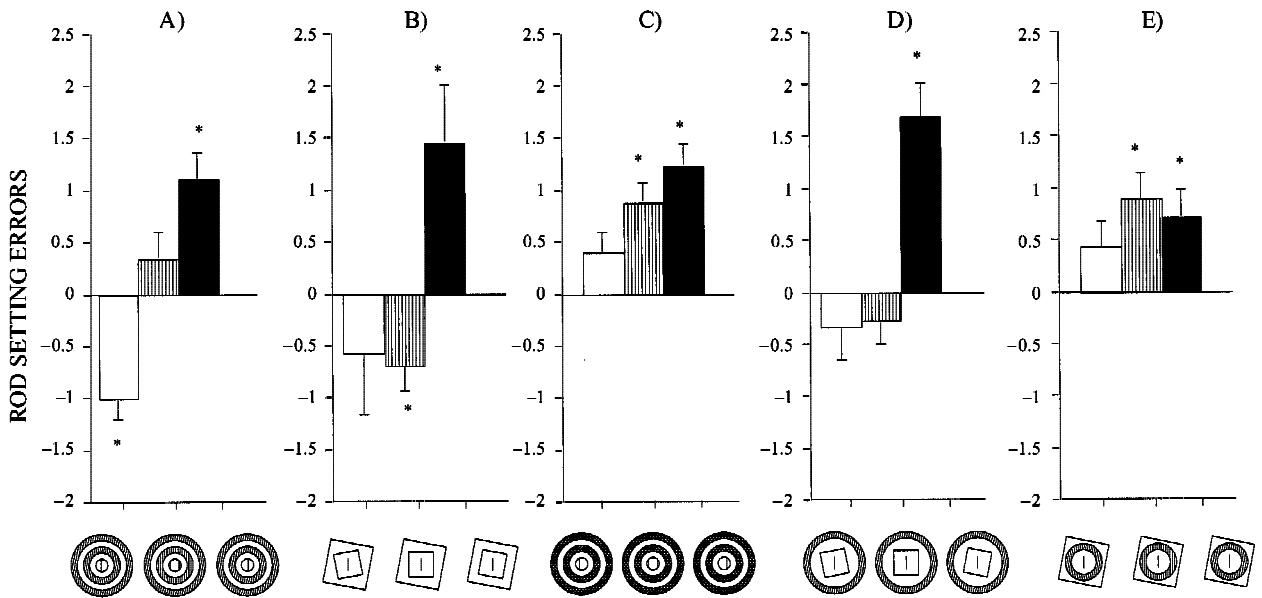 A) B) C) D) E)
2.5 2.5 2.5 2.5 2.5
2 2 2 2 2
* * * * * * * *
1.5 1.5 1.5 1.5 1.5
1 1 1 1 1
0.5 0.5 0.5 0.5 0.5
0 0 0 0 0
−0.5 −0.5 −0.5 −0.5 −0.5
−1 −1 −1 −1 −1
* *
−1.5 −1.5 −1.5 −1.5 −1.5
−2 −2 −2 −2 −2
ROD SETTING ERRORS